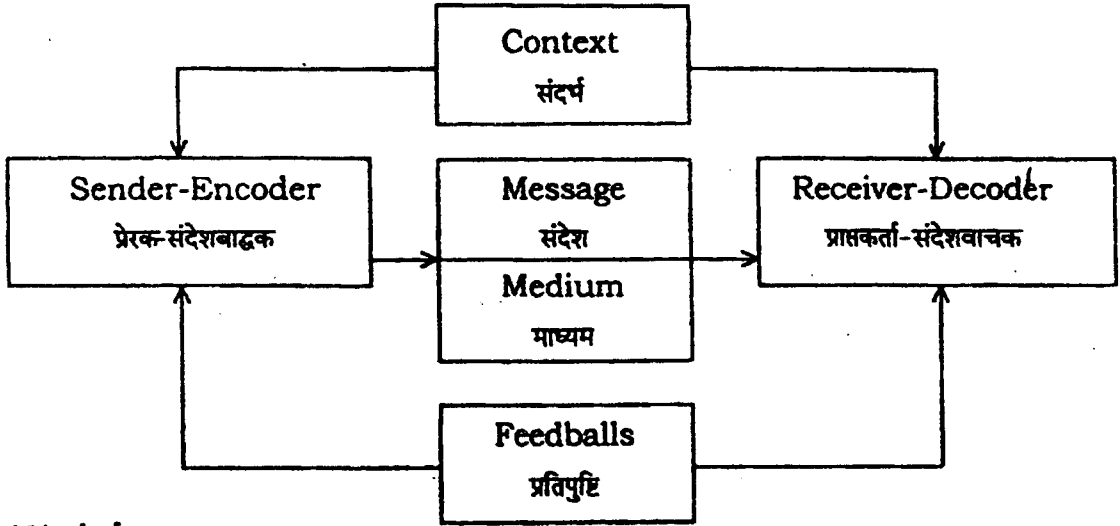 Context
संदर्भ
Sender-Encoder
प्रेरक-संदेशबाद्धक
Message
संदेश
Medium
माध्यम
Receiver-Decoder
प्राप्तकर्ता-संदेशवाचक
Feedballs
प्रतिपुष्टि